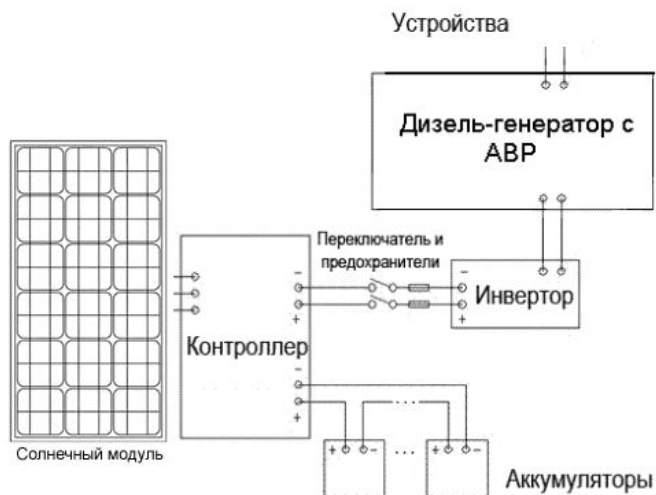 Устройства
Дизель-генератор с
АВР
Переключатель и
предохранители
Инвертор
Контроллер
Солнечный модуль
Аккумуляторы
- 
+
-
+
-
+
-
+
+ -
...
...
+ -